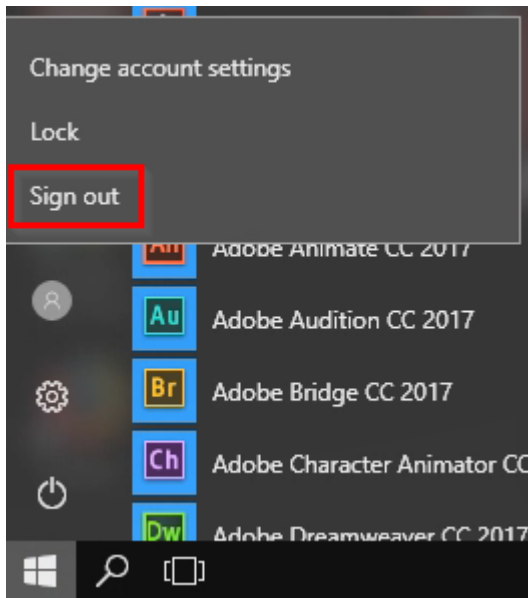 Change account settings
Lock
Sign out
An Adobe Animate CC 2017
Au Adobe Audition CC 2017
Br Adobe Bridge CC 2017
Ch Adobe Character Animator CC
Dw Adobe Dreamweaver CC 2017